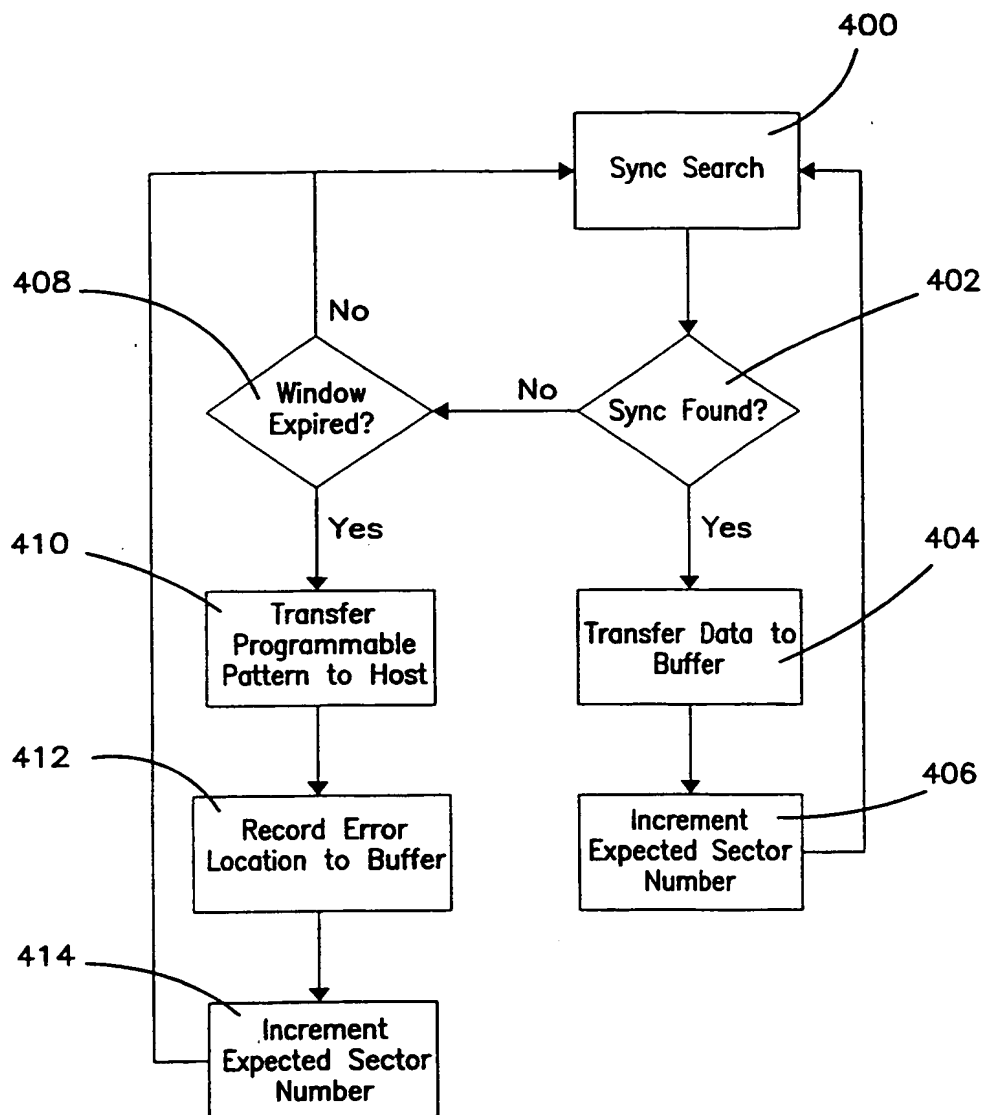 400
Sync Search
408
402
No
Window
Expired?
No
Sync Found?
Yes
Yes
410
404
Transfer
Programmable
Pattern to Host
Transfer Data to
Buffer
412
406
Record Error
Location to Buffer
Increment
Expected Sector
Number
414
Increment
Expected Sector
Number